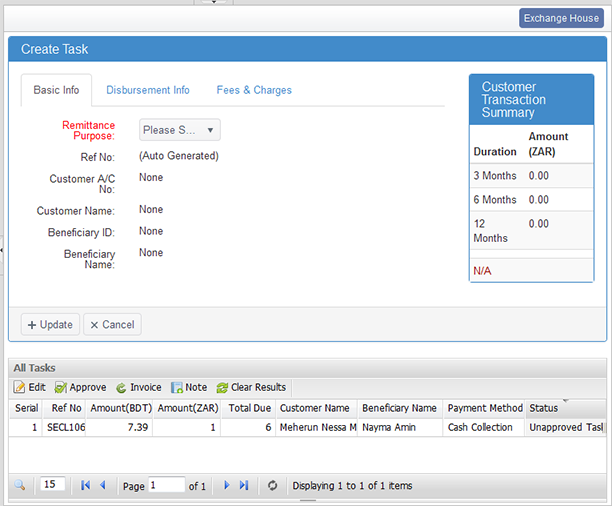 Exchange House
Create Task
Basic Info Disbursement Info Fees & Charges
Remittance Purpose: Please S...
Ref No: (Auto Generated)
Customer A/C No: None
Customer Name: None
Beneficiary ID: None
Beneficiary Name: None
Customer Transaction Summary
Duration Amount (ZAR)
3 Months 0.00
6 Months 0.00
12 Months 0.00
N/A
+ Update × Cancel
All Tasks
Edit Approve Invoice Note Clear Results
Serial Ref No Amount(BDT) Amount(ZAR) Total Due Customer Name Beneficiary Name Payment Method Status
1 SECL106 7.39 1 6 Meherun Nessa M Nayma Amin Cash Collection Unapproved Task
15 Page 1 of 1 Displaying 1 to 1 of 1 items